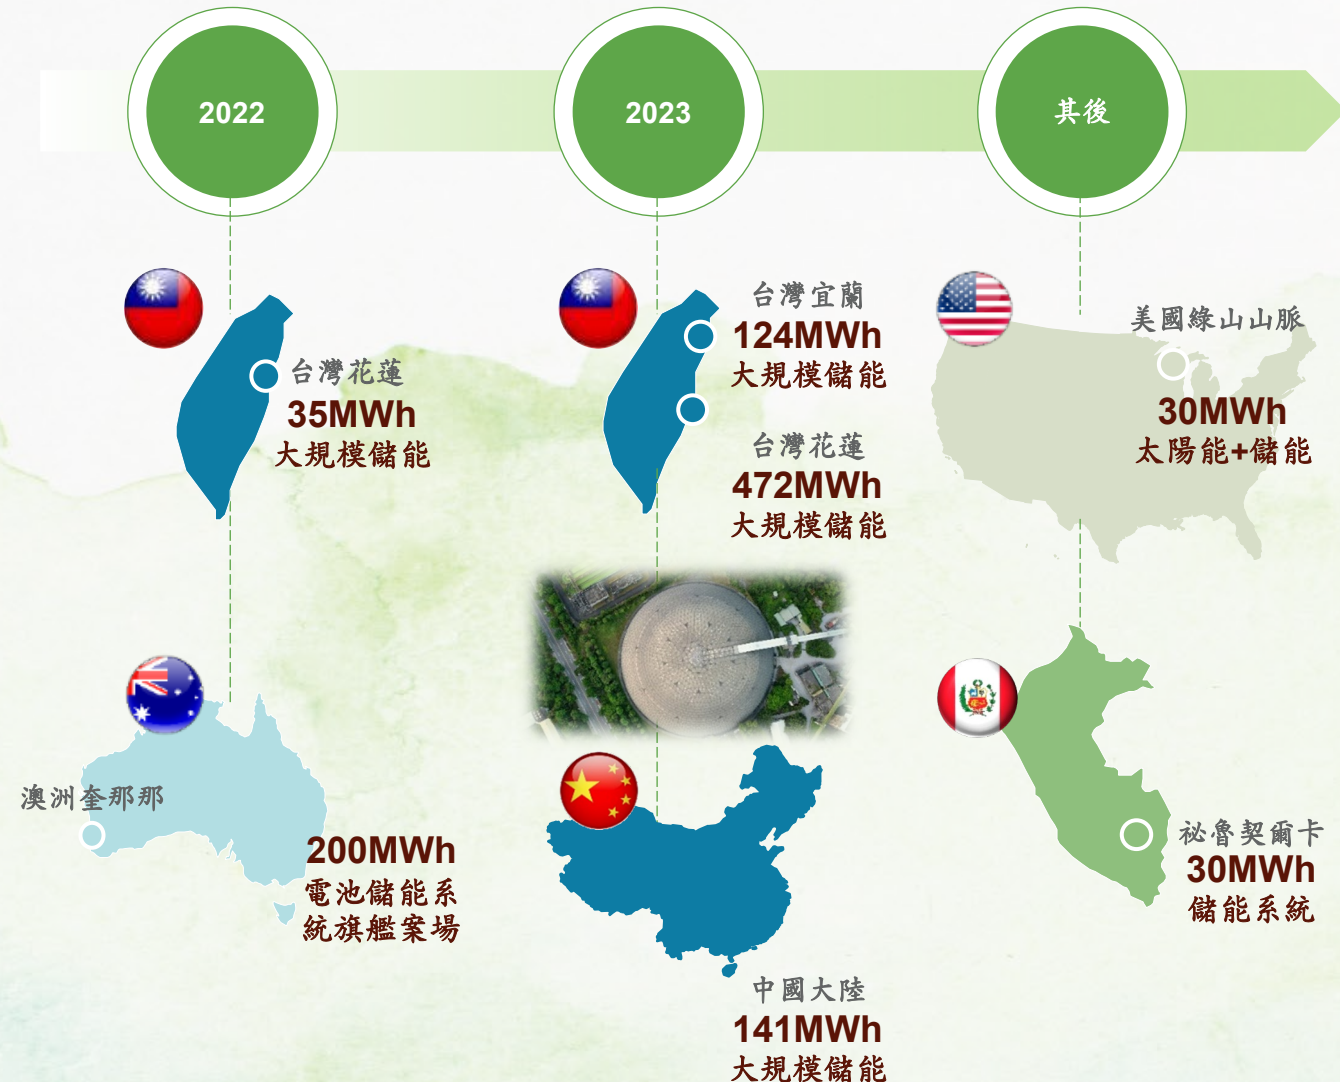 2022
2023
其後
台灣花蓮
35MWh
大規模儲能
澳洲奎那那
200MWh
電池儲能系
統旗艦案場
台灣宜蘭
124MWh
大規模儲能
台灣花蓮
472MWh
大規模儲能
中國大陸
141MWh
大規模儲能
美國綠山山脈
30MWh
太陽能+儲能
祕魯契爾卡
30MWh
儲能系統